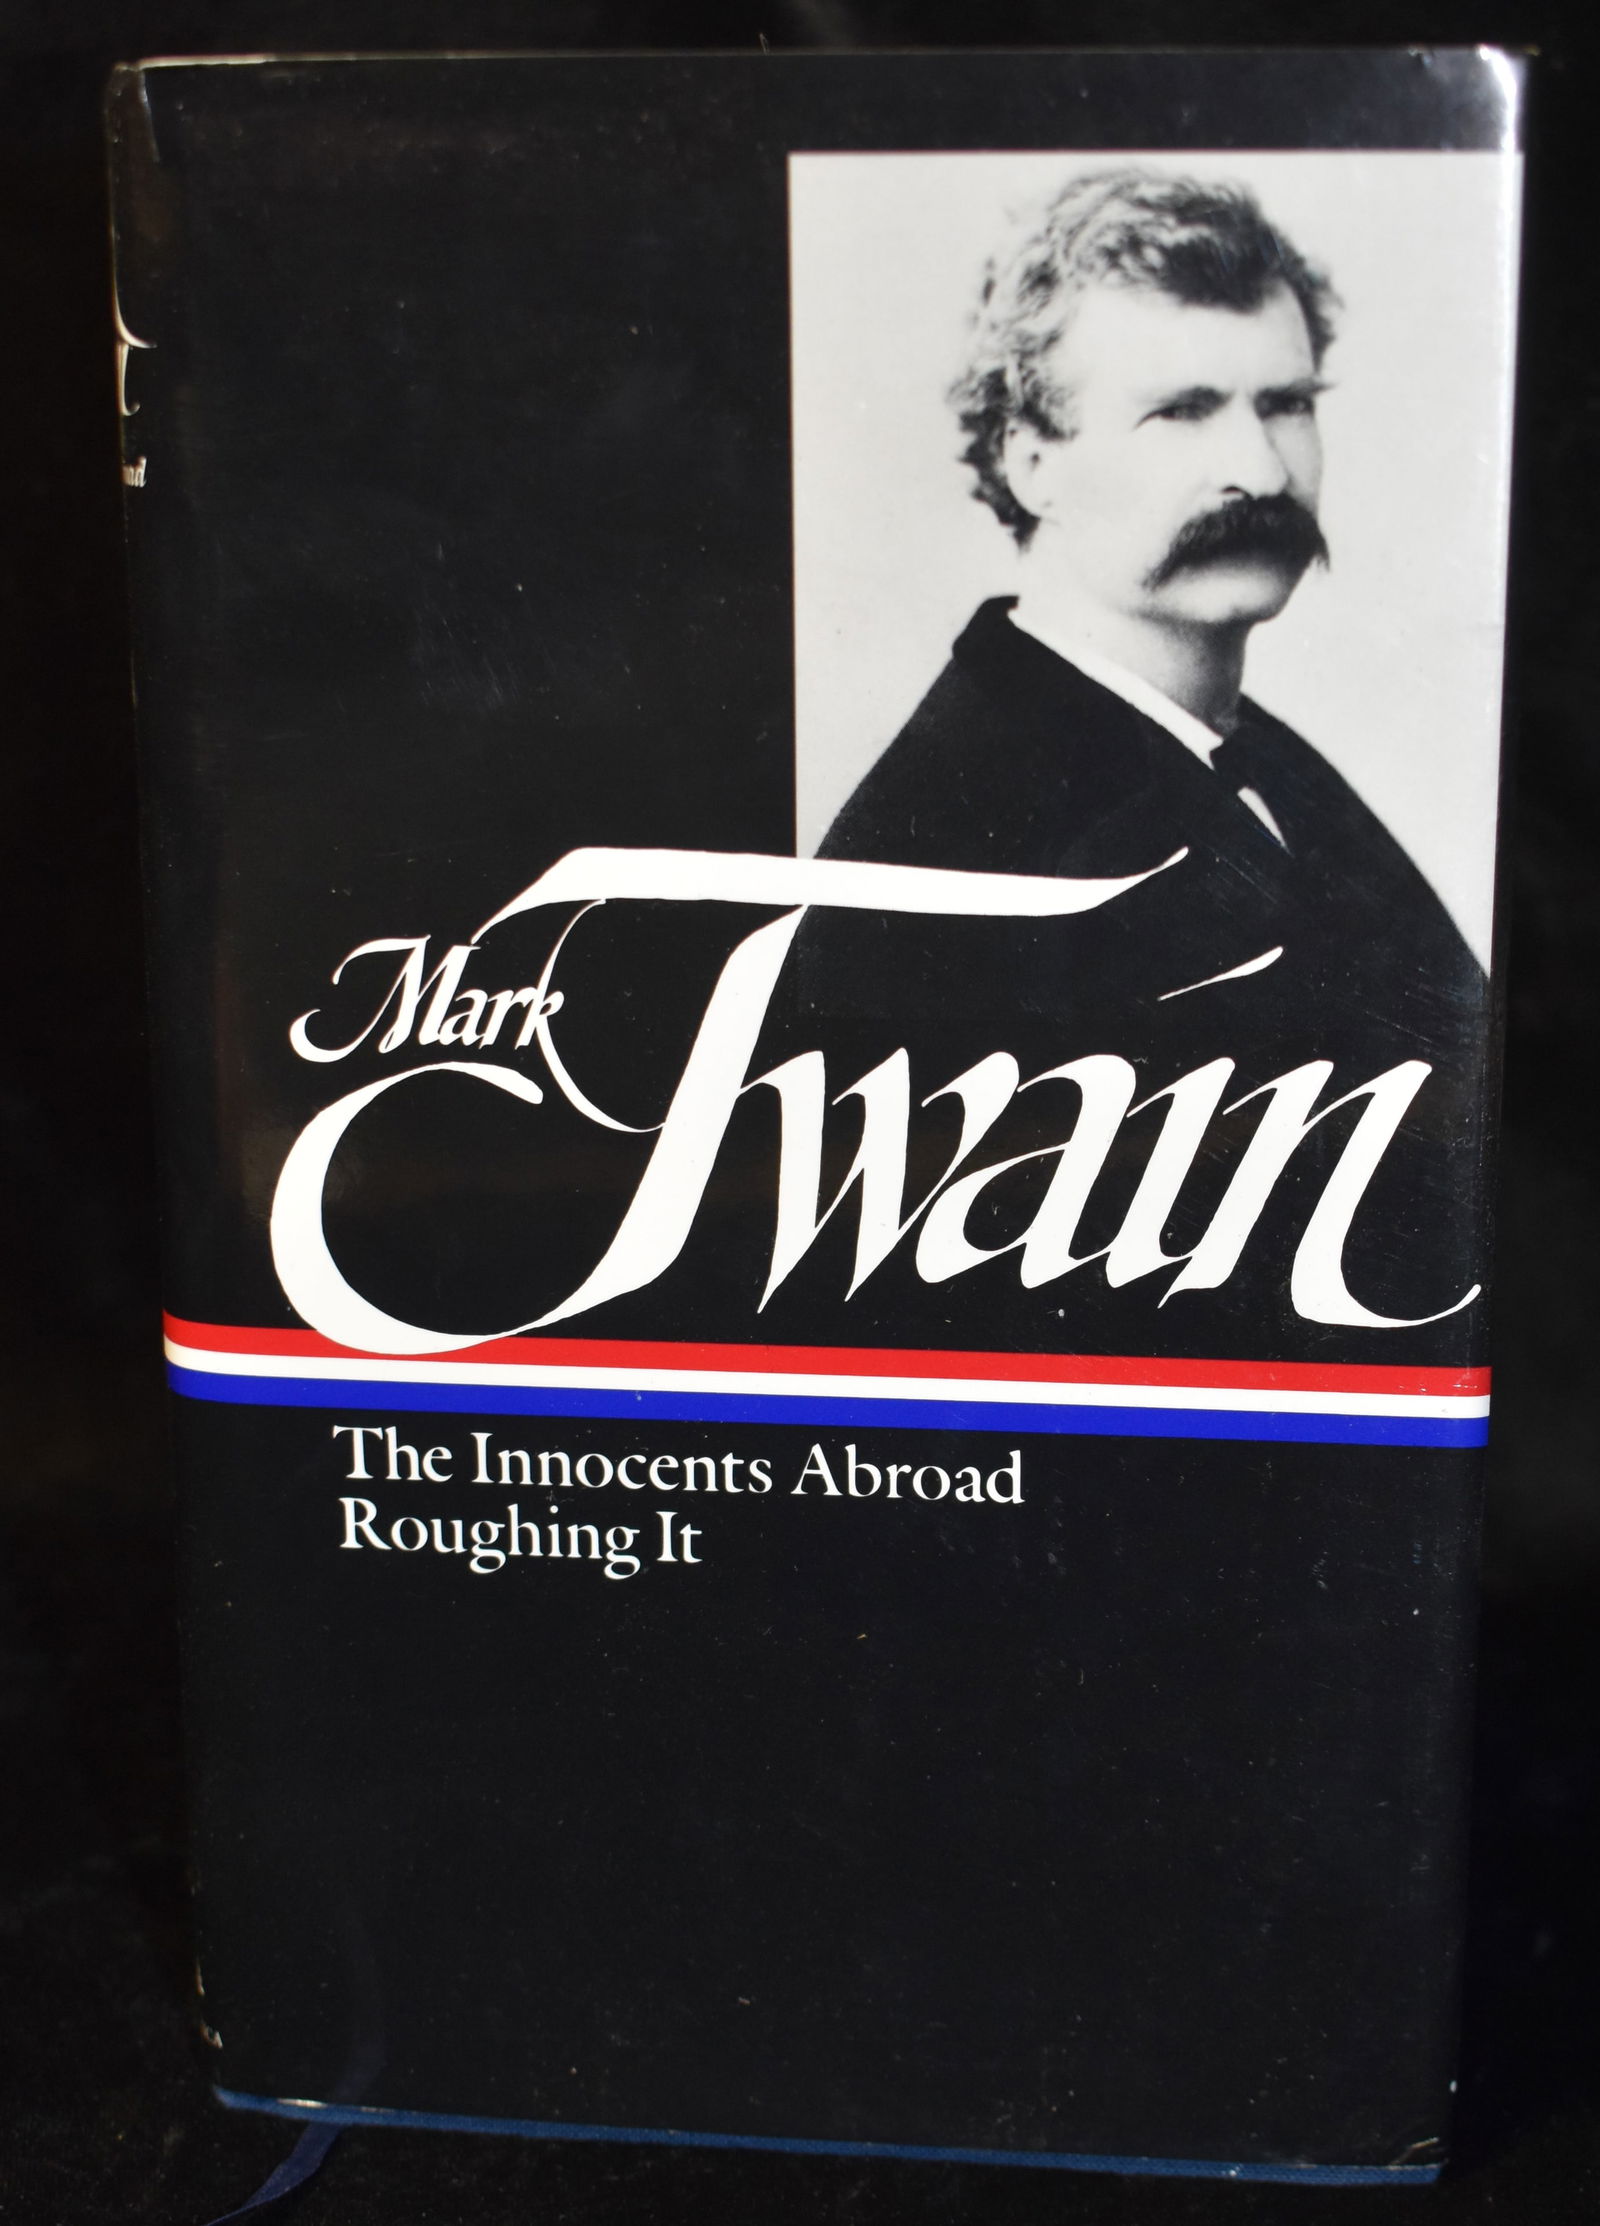 Mark
Twain
The Innocents Abroad
Roughing It